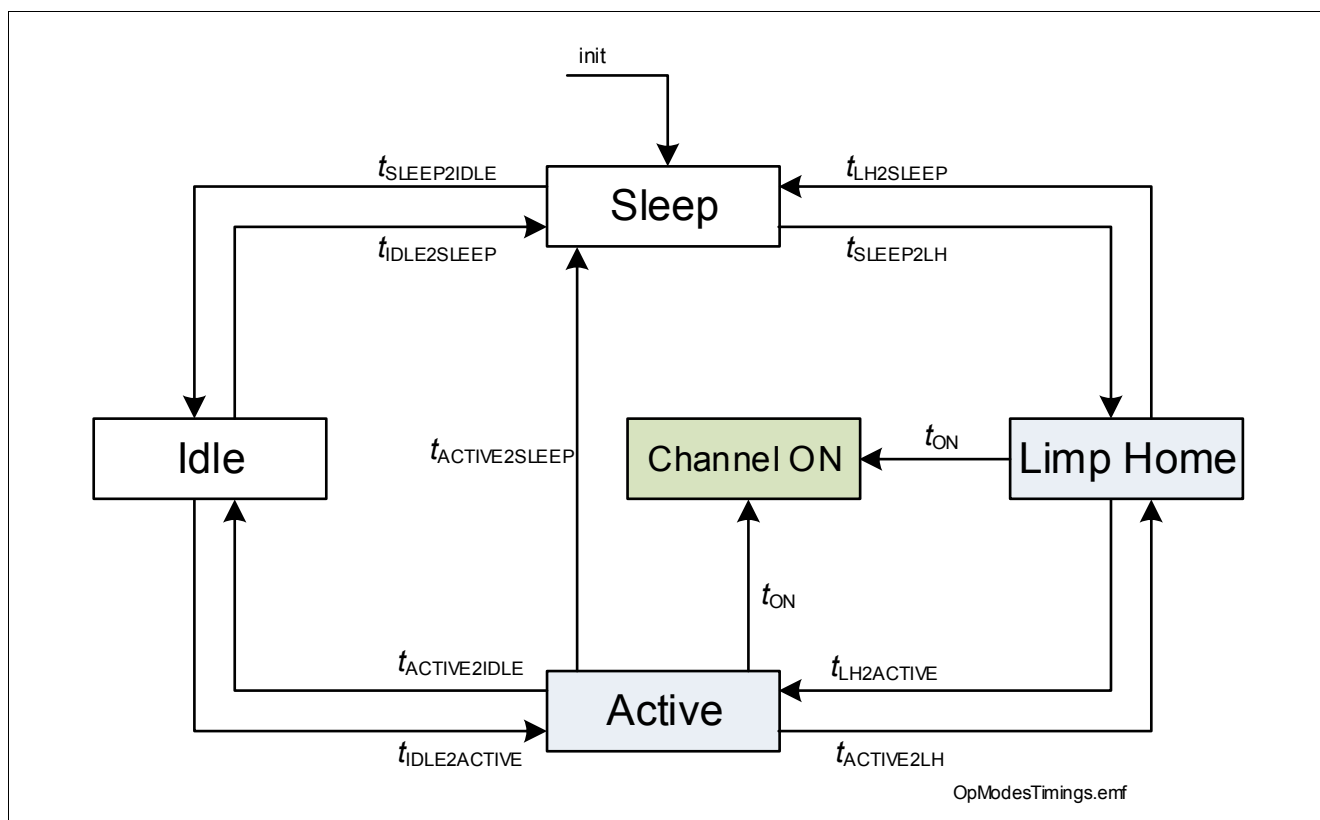 init
tSLEEP2IDLE
tLH2SLEEP
Sleep
tIDLE2SLEEP
tSLEEP2LH
Idle
tACTIVE2SLEEP
Channel ON
tON
Limp Home
tON
tACTIVE2IDLE
tLH2ACTIVE
Active
tIDLE2ACTIVE
tACTIVE2LH
OpModesTimings.emf